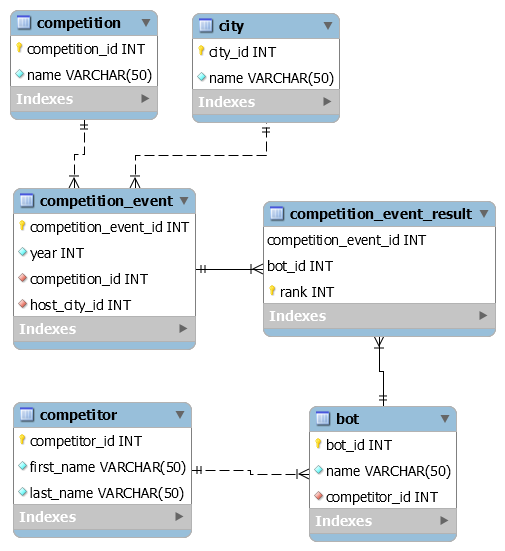 competition
competition_id INT
name VARCHAR(50)
Indexes
city
city_id INT
name VARCHAR(50)
Indexes
competition_event
competition_event_id INT
year INT
competition_id INT
host_city_id INT
Indexes
competition_event_result
competition_event_id INT
bot_id INT
rank INT
Indexes
competitor
competitor_id INT
first_name VARCHAR(50)
last_name VARCHAR(50)
Indexes
bot
bot_id INT
name VARCHAR(50)
competitor_id INT
Indexes